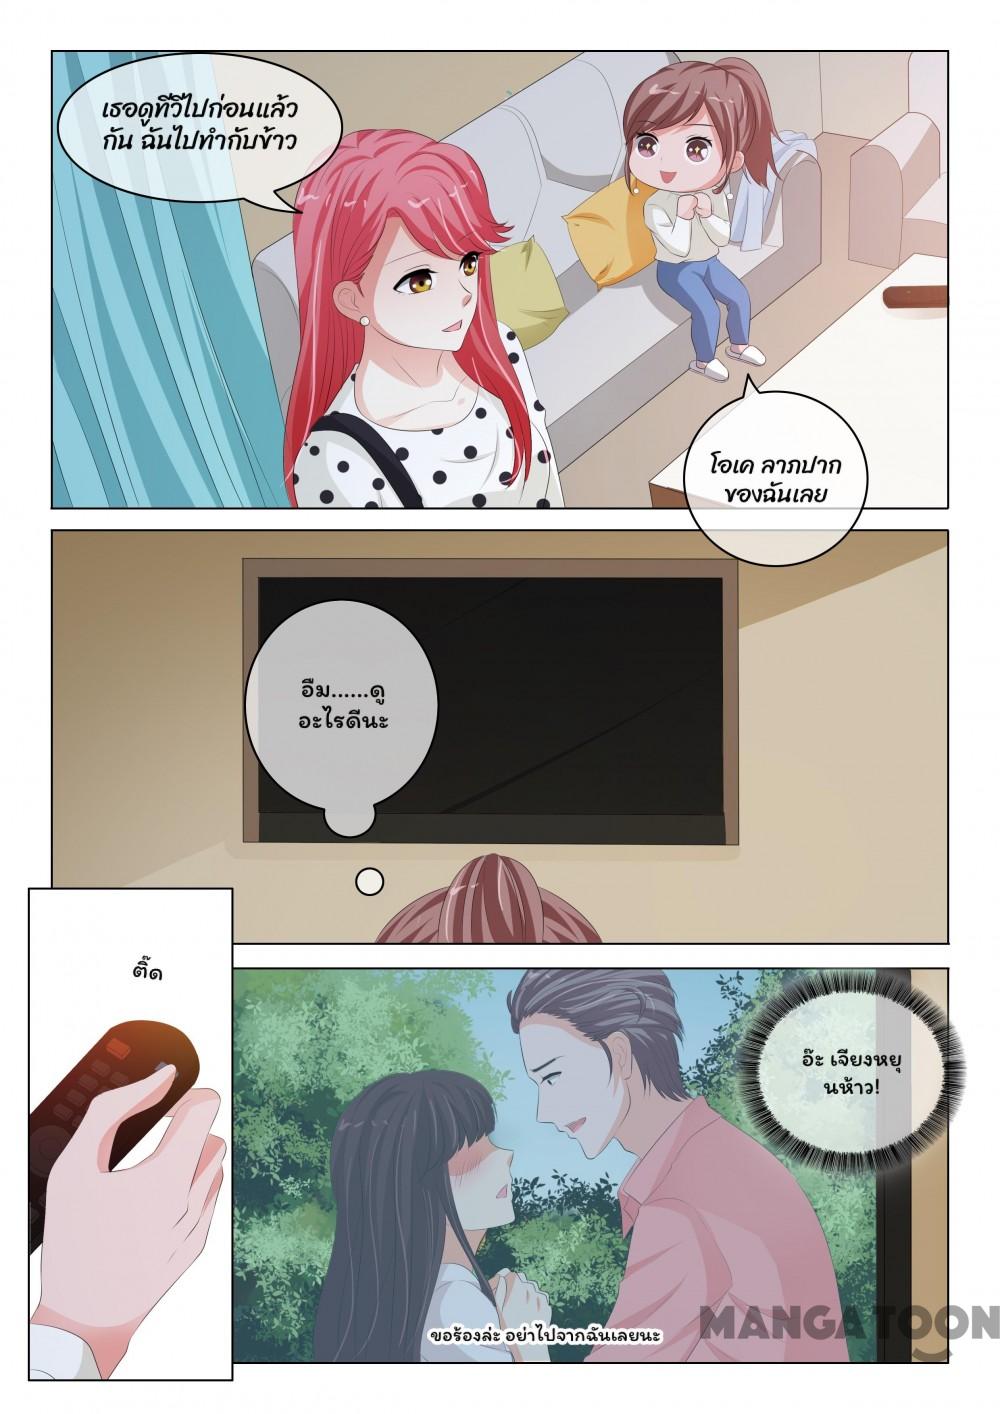 เธอดูทีวีไปก่อนแล้ว
กัน ฉันไปทำกับข้าว
โอเค ลาภปาก
ของฉันเลย
อืม......ดู
อะไรดีนะ
ติ๊ด
อ๊ะ เจียงหยุ
นห้าว!
ขอร้องล่ะ อย่าไปจากฉันเลยนะ
MANGATOON